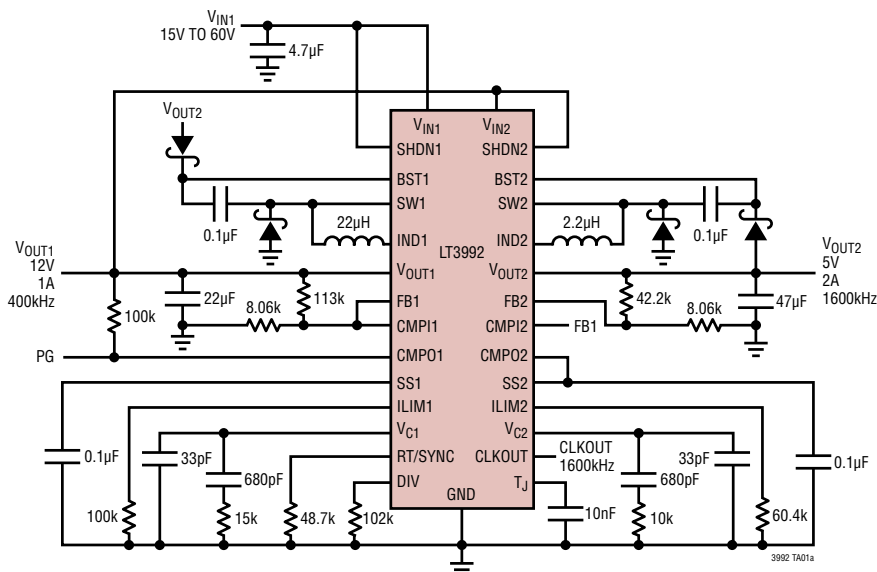 VIN1
15V TO 60V
4.7µF
VOUT2
VIN1
VIN2
SHDN1
SHDN2
BST1
BST2
SW1
SW2
0.1µF
22µH
2.2µH
0.1µF
IND1
LT3992
IND2
VOUT1
12V
1A
400kHz
VOUT1
VOUT2
VOUT2
5V
2A
1600kHz
100k
22µF
8.06k
113k
FB1
FB2
42.2k
8.06k
47µF
CMPI1
CMPI2
FB1
PG
CMPO1
CMPO2
SS1
SS2
ILIM1
ILIM2
VC1
VC2
0.1µF
33pF
680pF
RT/SYNC
CLKOUT
CLKOUT
1600kHz
680pF
33pF
0.1µF
DIV
TJ
GND
100k
15k
48.7k
102k
10nF
10k
60.4k
3992 TA01a